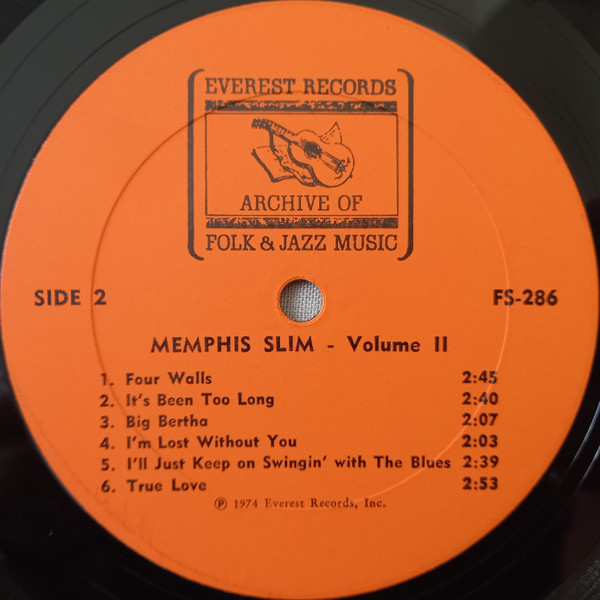 EVEREST RECORDS
ARCHIVE OF
FOLK & JAZZ MUSIC
SIDE 2 FS-286
MEMPHIS SLIM - Volume II
1. Four Walls 2:45
2. It's Been Too Long 2:40
3. Big Bertha 2:07
4. I'm Lost Without You 2:03
5. I'll Just Keep on Swingin' with The Blues 2:39
6. True Love 2:53
℗ 1974 Everest Records, Inc.